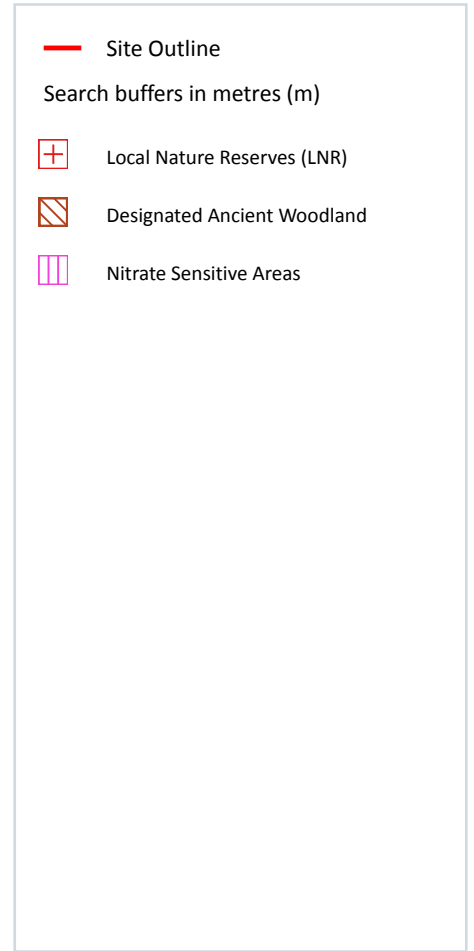 Site Outline
Search buffers in metres (m)
Local Nature Reserves (LNR)
Designated Ancient Woodland
Nitrate Sensitive Areas